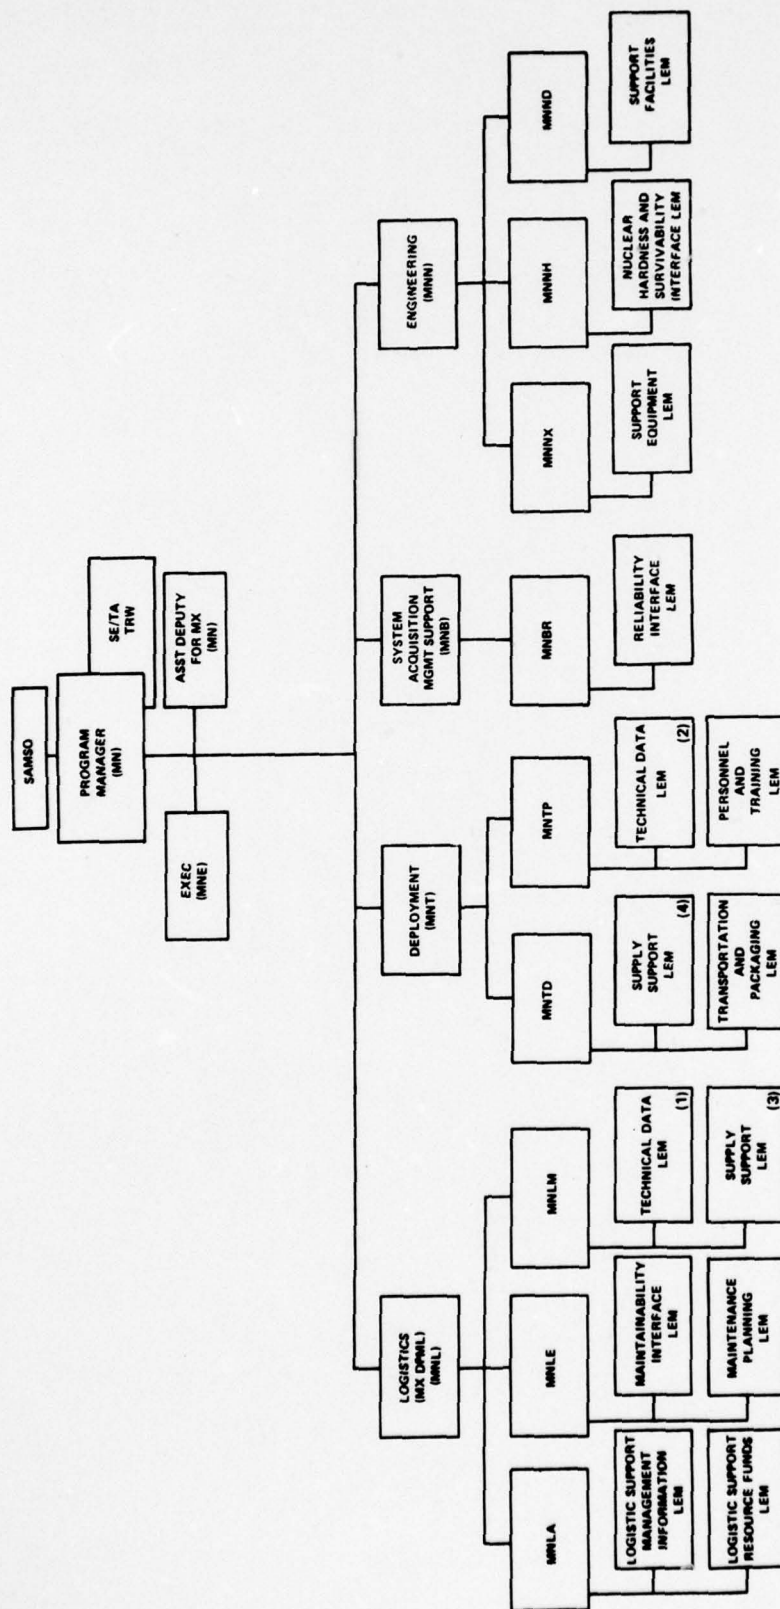 SAMSO
PROGRAM
MANAGER
(MN)
SE/TA
TRW
EXEC
(MNE)
ASST DEPUTY
FOR MX
(MN)
LOGISTICS
(MX DPML)
(MNL)
DEPLOYMENT
(MNT)
SYSTEM
ACQUISITION
MGMT SUPPORT
(MNB)
ENGINEERING
(MNN)
MNLA
MNLE
MNLM
MNTD
MNTP
MNBR
MNNX
MNNH
MNND
LOGISTIC SUPPORT
MANAGEMENT
INFORMATION
LEM
MAINTAINABILITY
INTERFACE
LEM
TECHNICAL DATA
LEM
(1)
SUPPLY
SUPPORT
LEM
(4)
TECHNICAL DATA
LEM
(2)
RELIABILITY
INTERFACE
LEM
SUPPORT
EQUIPMENT
LEM
NUCLEAR
HARDNESS AND
SURVIVABILITY
INTERFACE LEM
SUPPORT
FACILITIES
LEM
LOGISTIC SUPPORT
RESOURCE FUNDS
LEM
MAINTENANCE
PLANNING
LEM
SUPPLY
SUPPORT
LEM
(3)
TRANSPORTATION
AND
PACKAGING
LEM
PERSONNEL
AND
TRAINING
LEM